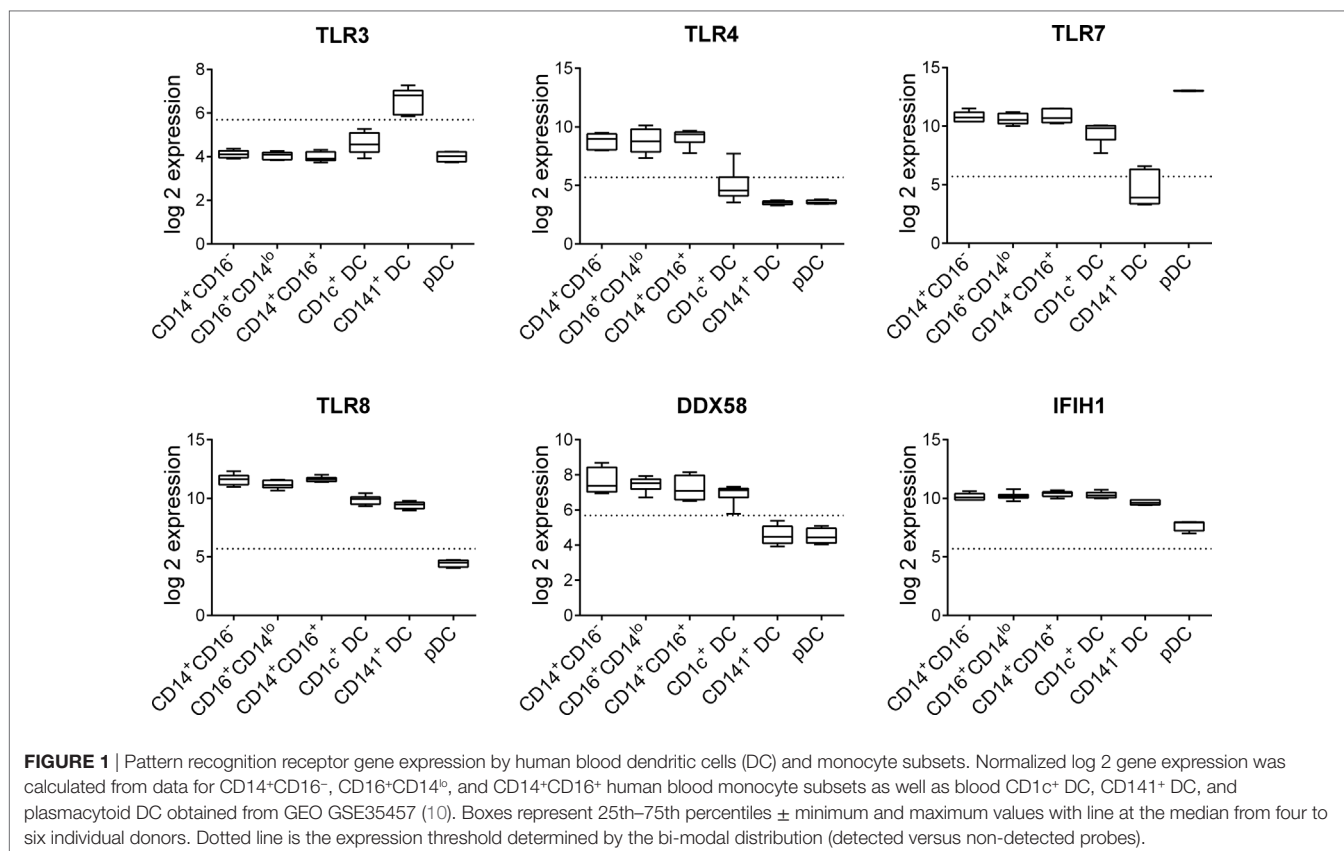 TLR3
TLR4
TLR7
log 2 expression
8
6
4
2
0
CD14⁺CD16⁻
CD16⁺CD14ˡᵒ
CD14⁺CD16⁺
CD1c⁺ DC
CD141⁺ DC
pDC
log 2 expression
15
10
5
0
CD14⁺CD16⁻
CD16⁺CD14ˡᵒ
CD14⁺CD16⁺
CD1c⁺ DC
CD141⁺ DC
pDC
log 2 expression
15
10
5
0
CD14⁺CD16⁻
CD16⁺CD14ˡᵒ
CD14⁺CD16⁺
CD1c⁺ DC
CD141⁺ DC
pDC
TLR8
DDX58
IFIH1
log 2 expression
15
10
5
0
CD14⁺CD16⁻
CD16⁺CD14ˡᵒ
CD14⁺CD16⁺
CD1c⁺ DC
CD141⁺ DC
pDC
log 2 expression
10
8
6
4
2
0
CD14⁺CD16⁻
CD16⁺CD14ˡᵒ
CD14⁺CD16⁺
CD1c⁺ DC
CD141⁺ DC
pDC
log 2 expression
15
10
5
0
CD14⁺CD16⁻
CD16⁺CD14ˡᵒ
CD14⁺CD16⁺
CD1c⁺ DC
CD141⁺ DC
pDC
FIGURE 1 | Pattern recognition receptor gene expression by human blood dendritic cells (DC) and monocyte subsets. Normalized log 2 gene expression was
calculated from data for CD14⁺CD16⁻, CD16⁺CD14ˡᵒ, and CD14⁺CD16⁺ human blood monocyte subsets as well as blood CD1c⁺ DC, CD141⁺ DC, and
plasmacytoid DC obtained from GEO GSE35457 (10). Boxes represent 25th–75th percentiles ± minimum and maximum values with line at the median from four to
six individual donors. Dotted line is the expression threshold determined by the bi-modal distribution (detected versus non-detected probes).